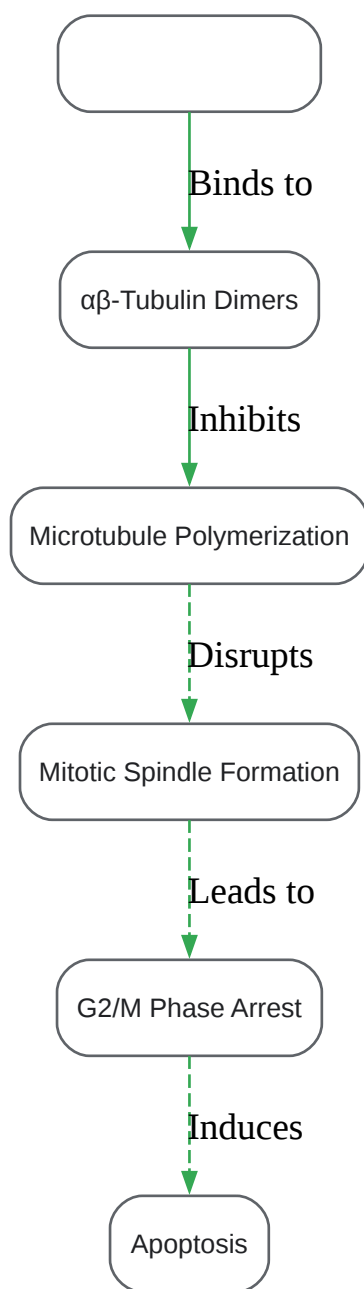 Binds to
αβ-Tubulin Dimers
Inhibits
Microtubule Polymerization
Disrupts
Mitotic Spindle Formation
Leads to
G2/M Phase Arrest
Induces
Apoptosis